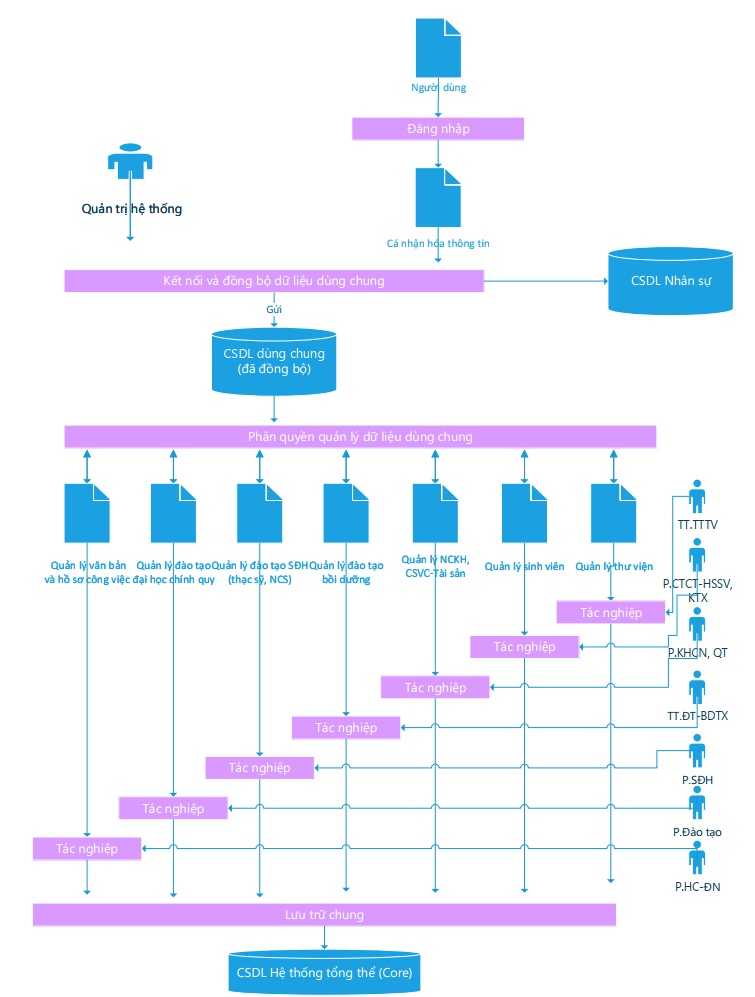 Người dùng
Đăng nhập
Quản trị hệ thống
Cá nhận hóa thông tin
Kết nối và đồng bộ dữ liệu dùng chung
CSDL Nhân sự
Gửi
CSDL dùng chung
(đã đồng bộ)
Phân quyền quản lý dữ liệu dùng chung
Quản lý văn bản
và hồ sơ công việc
Quản lý đào tạo
đại học chính quy
Quản lý đào tạo SĐH
(thạc sỹ, NCS)
Quản lý đào tạo
bồi dưỡng
Quản lý NCKH,
CSVC-Tài sản
Quản lý sinh viên
Quản lý thư viện
TT.TTTV
P.CTCT-HSSV,
KTX
Tác nghiệp
Tác nghiệp
P.KHCN, QT
Tác nghiệp
TT.ĐT-BDTX
Tác nghiệp
Tác nghiệp
P.SĐH
Tác nghiệp
P.Đào tạo
Tác nghiệp
P.HC-ĐN
Lưu trữ chung
CSDL Hệ thống tổng thể (Core)